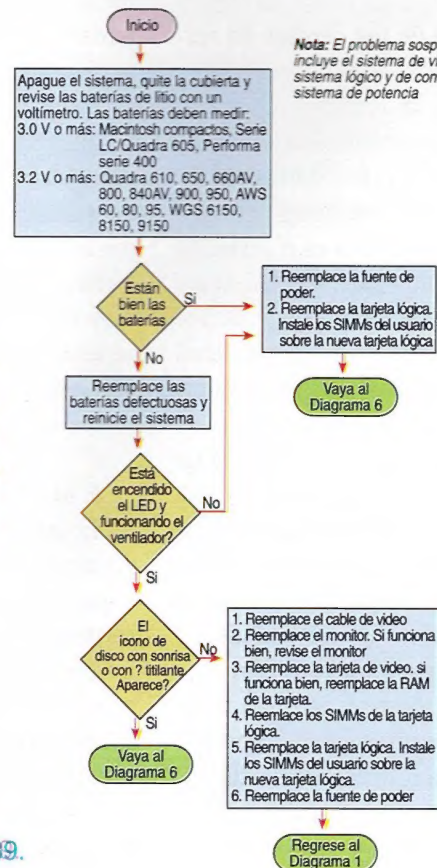 Inicio
Nota: El problema
incluye el sistema de
sistema lógico y de
sistema de potencia
Apague el sistema, quite la cubierta y
revise las baterías de litio con un
voltímetro. Las baterías deben medir:
3.0 V o más: Macintosh compactos, Serie
LC/Quadra 605, Performa
serie 400
3.2 V o más: Quadra 610, 650, 660AV,
800, 840AV, 900, 950, AWS
60, 80, 95, WGS 6150,
8150, 9150
Están
bien las
baterías
Si
No
1. Reemplace la fuente de
poder.
2. Reemplace la tarjeta lógica.
Instale los SIMMs del usuario
sobre la nueva tarjeta lógica
Vaya al
Diagrama 6
Reemplace las
baterías defectuosas y
reinicie el sistema
Está
encendido
el LED y
funcionando el
ventilador?
No
Si
El
icono de
disco con sonrisa
o con ? titilante
Aparece?
No
Si
1. Reemplace el cable de video
2. Reemplace el monitor. Si funciona
bien, revise el monitor
3. Reemplace la tarjeta de video. si
funciona bien, reemplace la RAM
de la tarjeta.
4. Reemlace los SIMMs de la tarjeta
lógica.
5. Reemplace la tarjeta lógica. Instale
los SIMMs del usuario sobre la
nueva tarjeta lógica.
6. Reemplace la fuente de poder
Vaya al
Diagrama 6
Regrese al
Diagrama 1